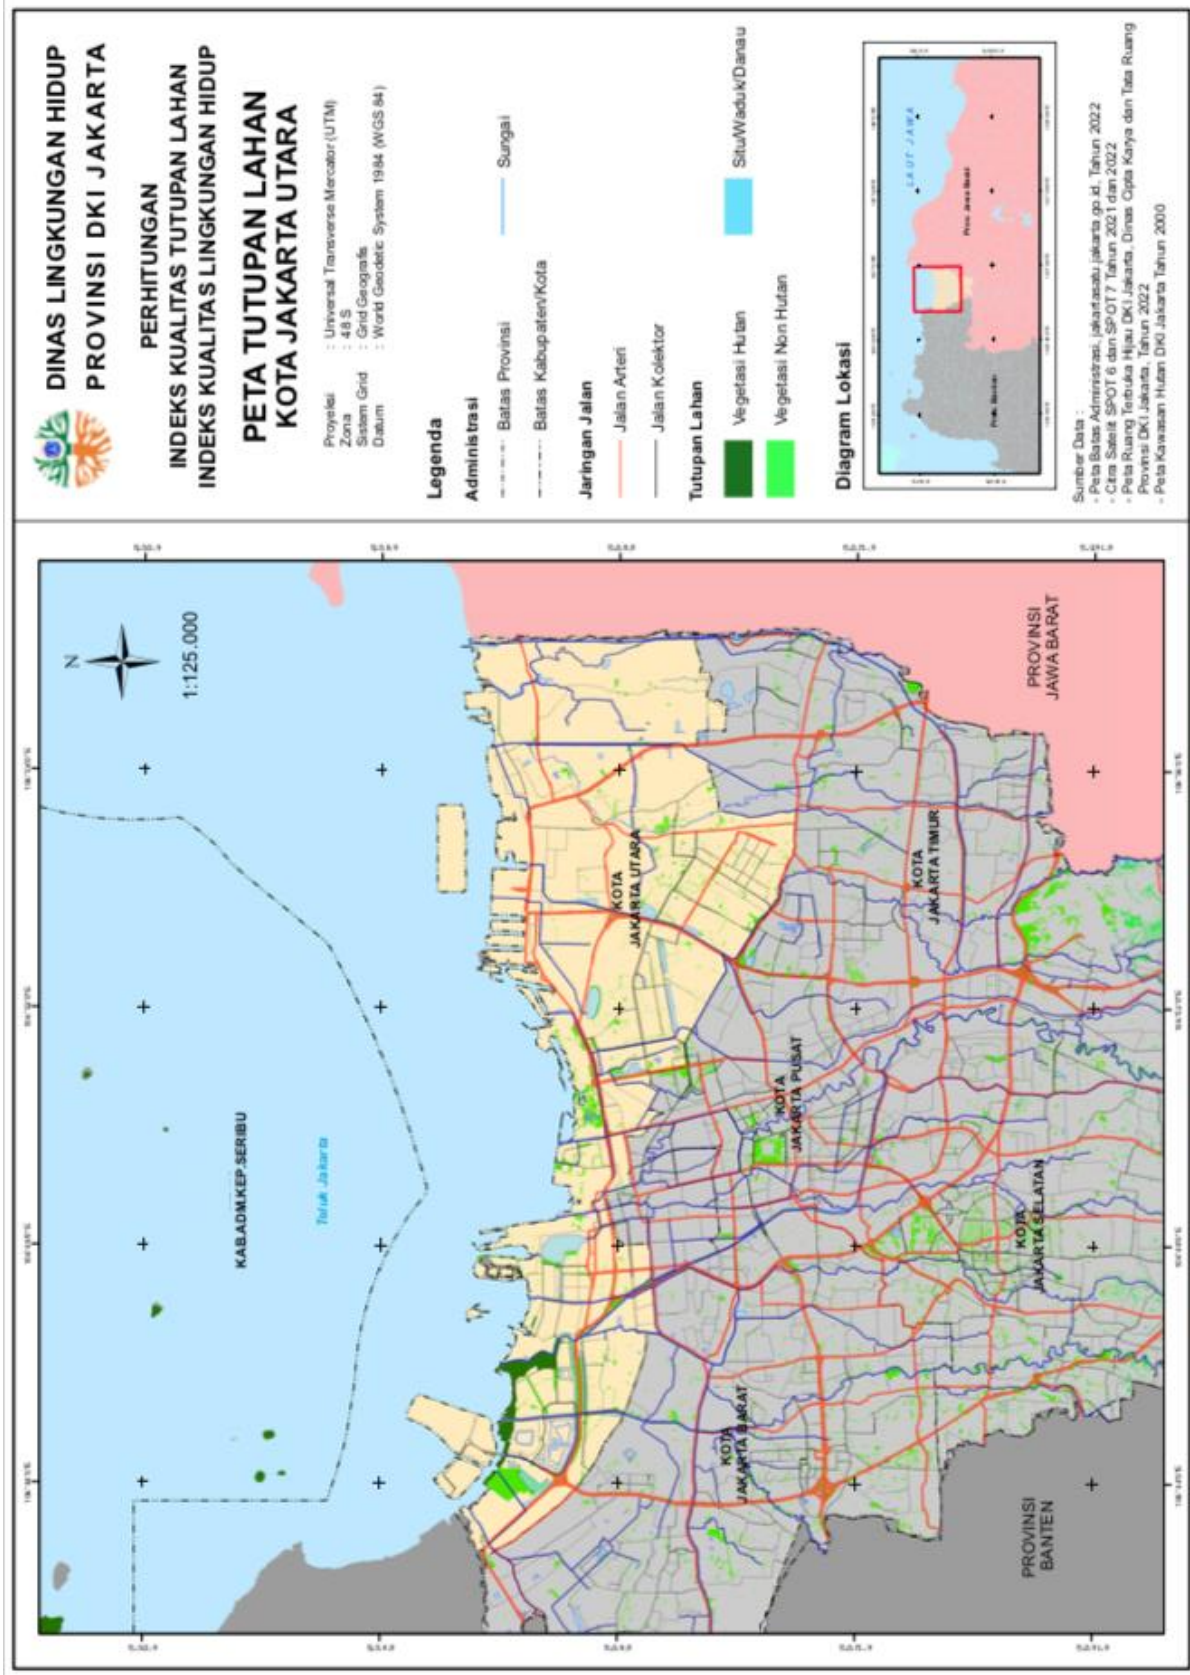 DINAS LINGKUNGAN HIDUP
PROVINSI DKI JAKARTA
PERHITUNGAN
INDEKS KUALITAS TUTUPAN LAHAN
INDEKS KUALITAS LINGKUNGAN HIDUP
PETA TUTUPAN LAHAN
KOTA JAKARTA UTARA
Proyeksi : Universal Transverse Mercator (UTM)
Zona : 48 S
Sistem Grid : Grid Geografis
Datum : World Geodetic System 1984 (WGS 84)
Legenda
Administrasi
Batas Provinsi
Sungai
Batas Kabupaten/Kota
Jaringan Jalan
Jalan Arteri
Jalan Kolektor
Tutupan Lahan
Vegetasi Hutan
Situ/Waduk/Danau
Vegetasi Non Hutan
Diagram Lokasi
LAUT JAWA
Prov. Jawa Barat
Prov. Banten
Sumber Data :
- Peta Batas Administrasi, jakartasatu.jakarta.go.id, Tahun 2022
- Citra Satelit SPOT 6 dan SPOT 7 Tahun 2021 dan 2022
- Peta Ruang Terbuka Hijau DKI Jakarta, Dinas Cipta Karya dan Tata Ruang
Provinsi DKI Jakarta, Tahun 2022
- Peta Kawasan Hutan DKI Jakarta Tahun 2000
N
1:125.000
KAB.ADM.KEP.SERIBU
Teluk Jakarta
KOTA
JAKARTA UTARA
KOTA
JAKARTA PUSAT
KOTA
JAKARTA TIMUR
KOTA
JAKARTA BARAT
KOTA
JAKARTA SELATAN
PROVINSI
JAWA BARAT
PROVINSI
BANTEN